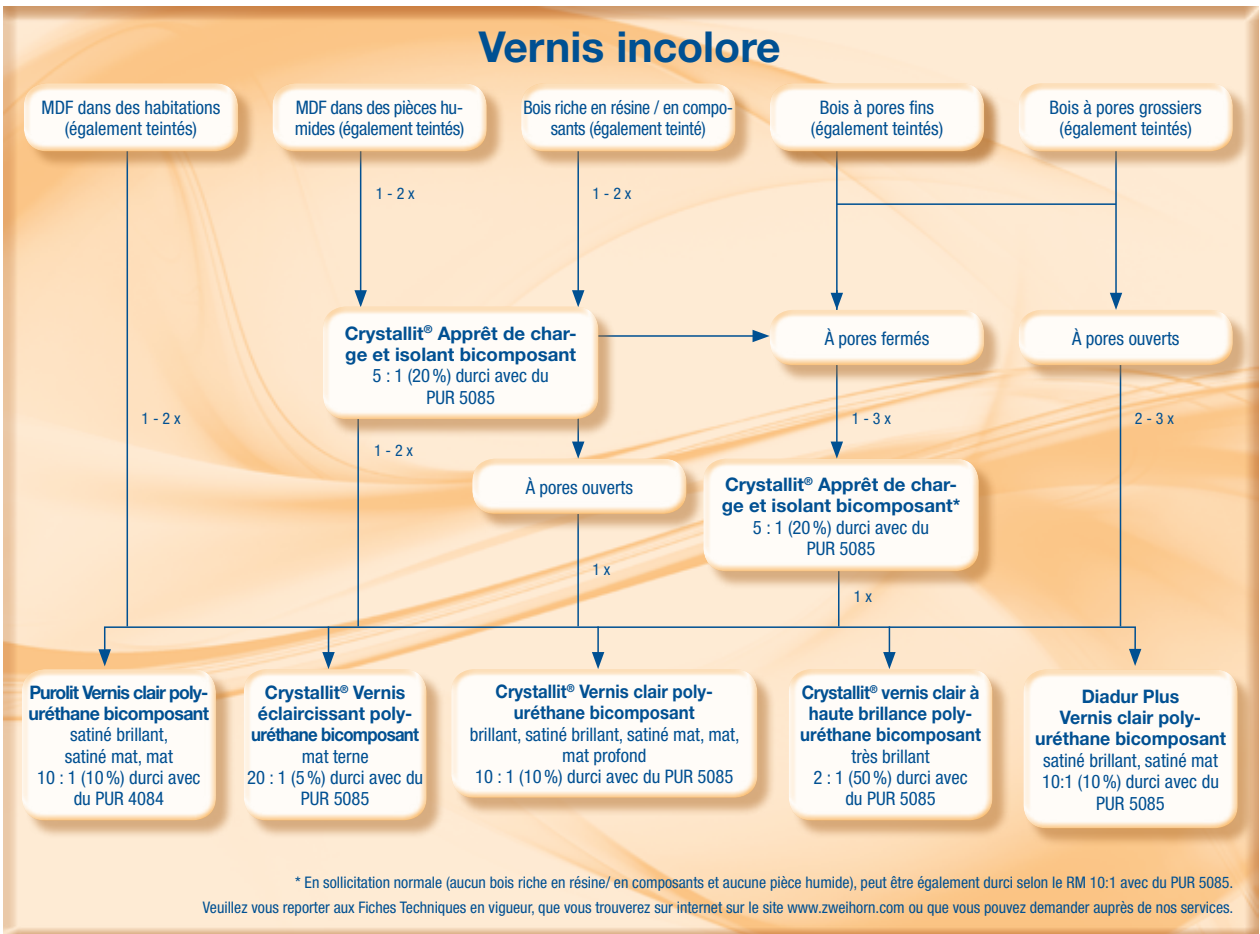 Vernis incolore
MDF dans des habitations
(également teintés)
MDF dans des pièces hu-
mides (également teintés)
Bois riche en résine / en compo-
sants (également teinté)
Bois à pores fins
(également teintés)
Bois à pores grossiers
(également teintés)
1 - 2 x
1 - 2 x
Crystallit® Apprêt de char-
ge et isolant bicomposant
5 : 1 (20 %) durci avec du
PUR 5085
À pores fermés
À pores ouverts
1 - 2 x
1 - 2 x
1 - 3 x
2 - 3 x
À pores ouverts
Crystallit® Apprêt de char-
ge et isolant bicomposant*
5 : 1 (20 %) durci avec du
PUR 5085
1 x
1 x
Purolit Vernis clair poly-
uréthane bicomposant
satiné brillant,
satiné mat, mat
10 : 1 (10 %) durci avec
du PUR 4084
Crystallit® Vernis
éclaircissant poly-
uréthane bicomposant
mat terne
20 : 1 (5 %) durci avec du
PUR 5085
Crystallit® Vernis clair poly-
uréthane bicomposant
brillant, satiné brillant, satiné mat, mat,
mat profond
10 : 1 (10 %) durci avec du PUR 5085
Crystallit® vernis clair à
haute brillance poly-
uréthane bicomposant
très brillant
2 : 1 (50 %) durci avec
du PUR 5085
Diadur Plus
Vernis clair poly-
uréthane bicomposant
satiné brillant, satiné mat
10:1 (10 %) durci avec du
PUR 5085
* En sollicitation normale (aucun bois riche en résine/ en composants et aucune pièce humide), peut être également durci selon le RM 10:1 avec du PUR 5085.
Veuillez vous reporter aux Fiches Techniques en vigueur, que vous trouverez sur internet sur le site www.zweihorn.com ou que vous pouvez demander auprès de nos services.